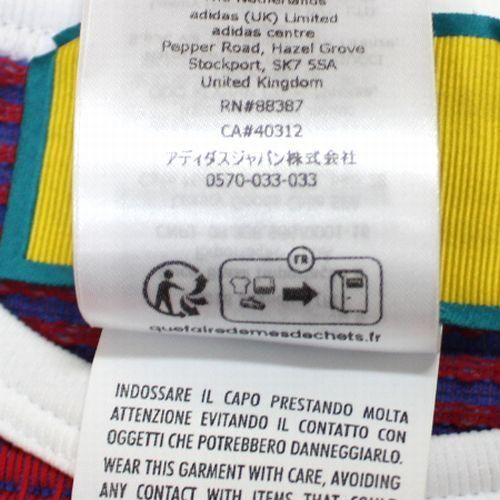 The Netherlands
adidas (UK) Limited
adidas centre
Pepper Road, Hazel Grove
Stockport, SK7 5SA
United Kingdom
RN#88387
CA#40312
アディダスジャパン株式会社
0570-033-033
FR
quefairedemesdechets.fr
INDOSSARE IL CAPO PRESTANDO MOLTA
ATTENZIONE EVITANDO IL CONTATTO CON
OGGETTI CHE POTREBBERO DANNEGGIARLO.
WEAR THIS GARMENT WITH CARE, AVOIDING
ANY CONTACT WITH ITEMS THAT COULD